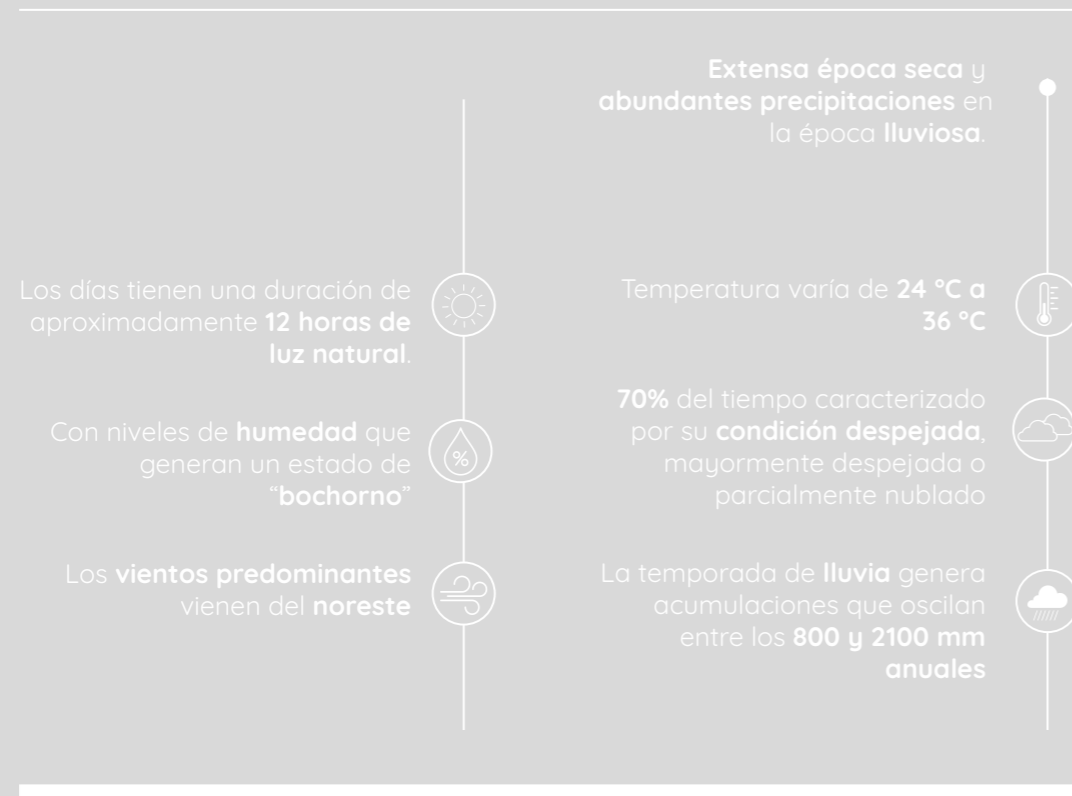 Extensa época seca y
abundantes precipitaciones en
la época lluviosa.
Los días tienen una duración de
aproximadamente 12 horas de
luz natural.
Con niveles de humedad que
generan un estado de
“bochorno”
%
Los vientos predominantes
vienen del noreste
Temperatura varía de 24 °C a
36 °C
70% del tiempo caracterizado
por su condición despejada,
mayormente despejada o
parcialmente nublado
La temporada de lluvia genera
acumulaciones que oscilan
entre los 800 y 2100 mm
anuales